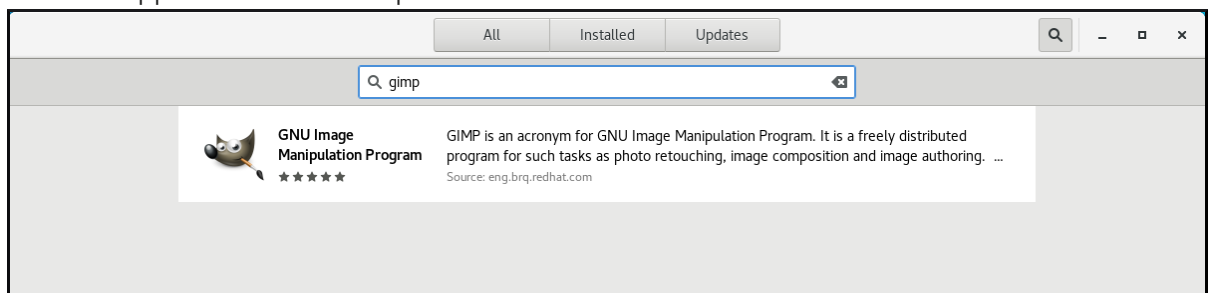 All Installed Updates
gimp
GNU Image
Manipulation Program
GIMP is an acronym for GNU Image Manipulation Program. It is a freely distributed
program for such tasks as photo retouching, image composition and image authoring. ...
Source: eng.brq.redhat.com